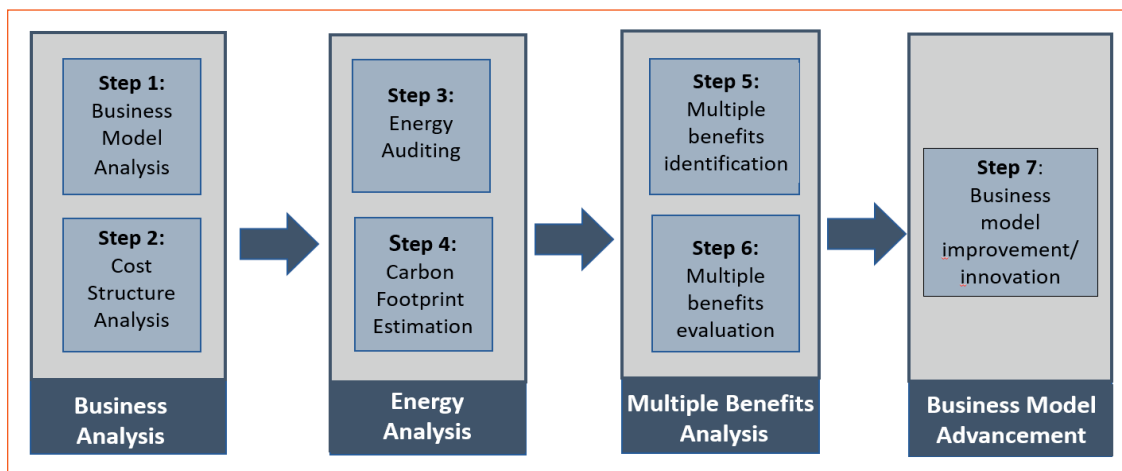 Step 1:
Business
Model
Analysis
Step 2:
Cost
Structure
Analysis
Business
Analysis
Step 3:
Energy
Auditing
Step 4:
Carbon
Footprint
Estimation
Energy
Analysis
Step 5:
Multiple
benefits
identification
Step 6:
Multiple
benefits
evaluation
Multiple Benefits
Analysis
Step 7:
Business
model
improvement/
innovation
Business Model
Advancement